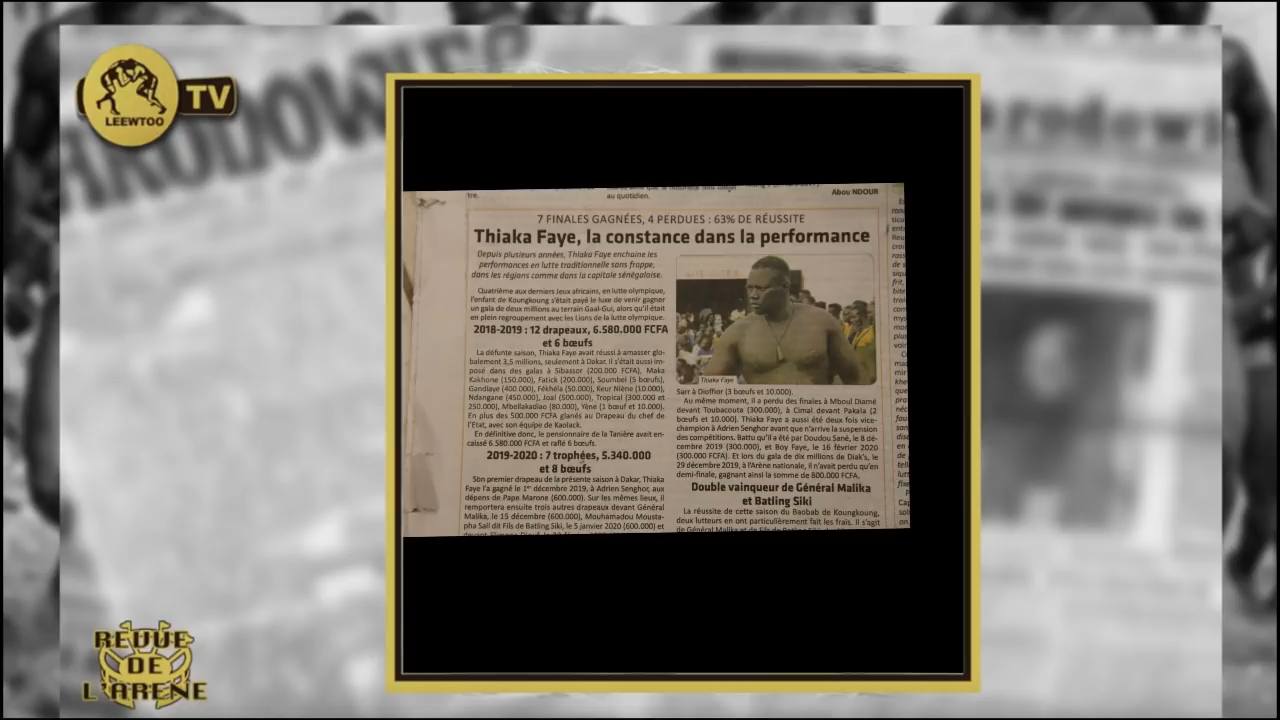 LEEWTOO
TV
tré.
au quotidien.
Abou NDOUR
7 FINALES GAGNÉES, 4 PERDUES : 63% DE RÉUSSITE
Thiaka Faye, la constance dans la performance
Depuis plusieurs années, Thiaka Faye enchaine les
performances en lutte traditionnelle sans frappe,
dans les régions comme dans la capitale sénégalaise.
Quatrième aux derniers Jeux africains, en lutte olympique,
l'enfant de Koungkoung s'était payé le luxe de venir gagner
un gala de deux millions au terrain Gaal-Gui, alors qu'il était
en plein regroupement avec les Lions de la lutte olympique.
2018-2019 : 12 drapeaux, 6.580.000 FCFA
et 6 bœufs
La défunte saison, Thiaka Faye avait réussi à amasser glo-
balement 3,5 millions, seulement à Dakar. Il s'était aussi im-
posé dans des galas à Sibassor (200.000 FCFA), Maka
Kakhone (150.000), Fatick (200.000), Soumbel (5 bœufs),
Gandiaye (400.000), Fékhéla (50.000), Keur Niène (10.000),
Ndangane (450.000), Joal (500.000), Tropical (300.000 et
250.000), Mbellakadiao (80.000), Yène (1 bœuf et 10.000).
En plus des 500.000 FCFA glanés au Drapeau du chef de
l'Etat, avec son équipe de Kaolack.
En définitive donc, le pensionnaire de la Tanière avait en-
caissé 6.580.000 FCFA et raflé 6 bœufs.
2019-2020 : 7 trophées, 5.340.000
et 8 bœufs
Son premier drapeau de la présente saison à Dakar, Thiaka
Faye l'a gagné le 1er décembre 2019, à Adrien Senghor, aux
dépens de Pape Marone (600.000). Sur les mêmes lieux, il
remportera ensuite trois autres drapeaux devant Général
Malika, le 15 décembre (600.000), Mouhamadou Mousta-
pha Sall dit Fils de Batling Siki, le 5 janvier 2020 (600.000) et
Thiaka Faye
Sarr à Dioffior (3 bœufs et 10.000).
Au même moment, il a perdu des finales à Mboul Diamé
devant Toubacouta (300.000), à Cimal devant Pakala (2
bœufs et 10.000). Thiaka Faye a aussi été deux fois vice-
champion à Adrien Senghor avant que n'arrive la suspension
des compétitions. Battu qu'il a été par Doudou Sané, le 8 dé-
cembre 2019 (300.000), et Boy Faye, le 16 février 2020
(300.000 FCFA). Et lors du gala de dix millions de Diak's, le
29 décembre 2019, à l'Arène nationale, il n'avait perdu qu'en
demi-finale, gagnant ainsi la somme de 800.000 FCFA.
Double vainqueur de Général Malika
et Batling Siki
La réussite de cette saison du Baobab de Koungkoung,
deux lutteurs en ont particulièrement fait les frais. Il s'agit
de Général Malika et de Fils de Batling Siki
REVUE
DE
L'ARÈNE